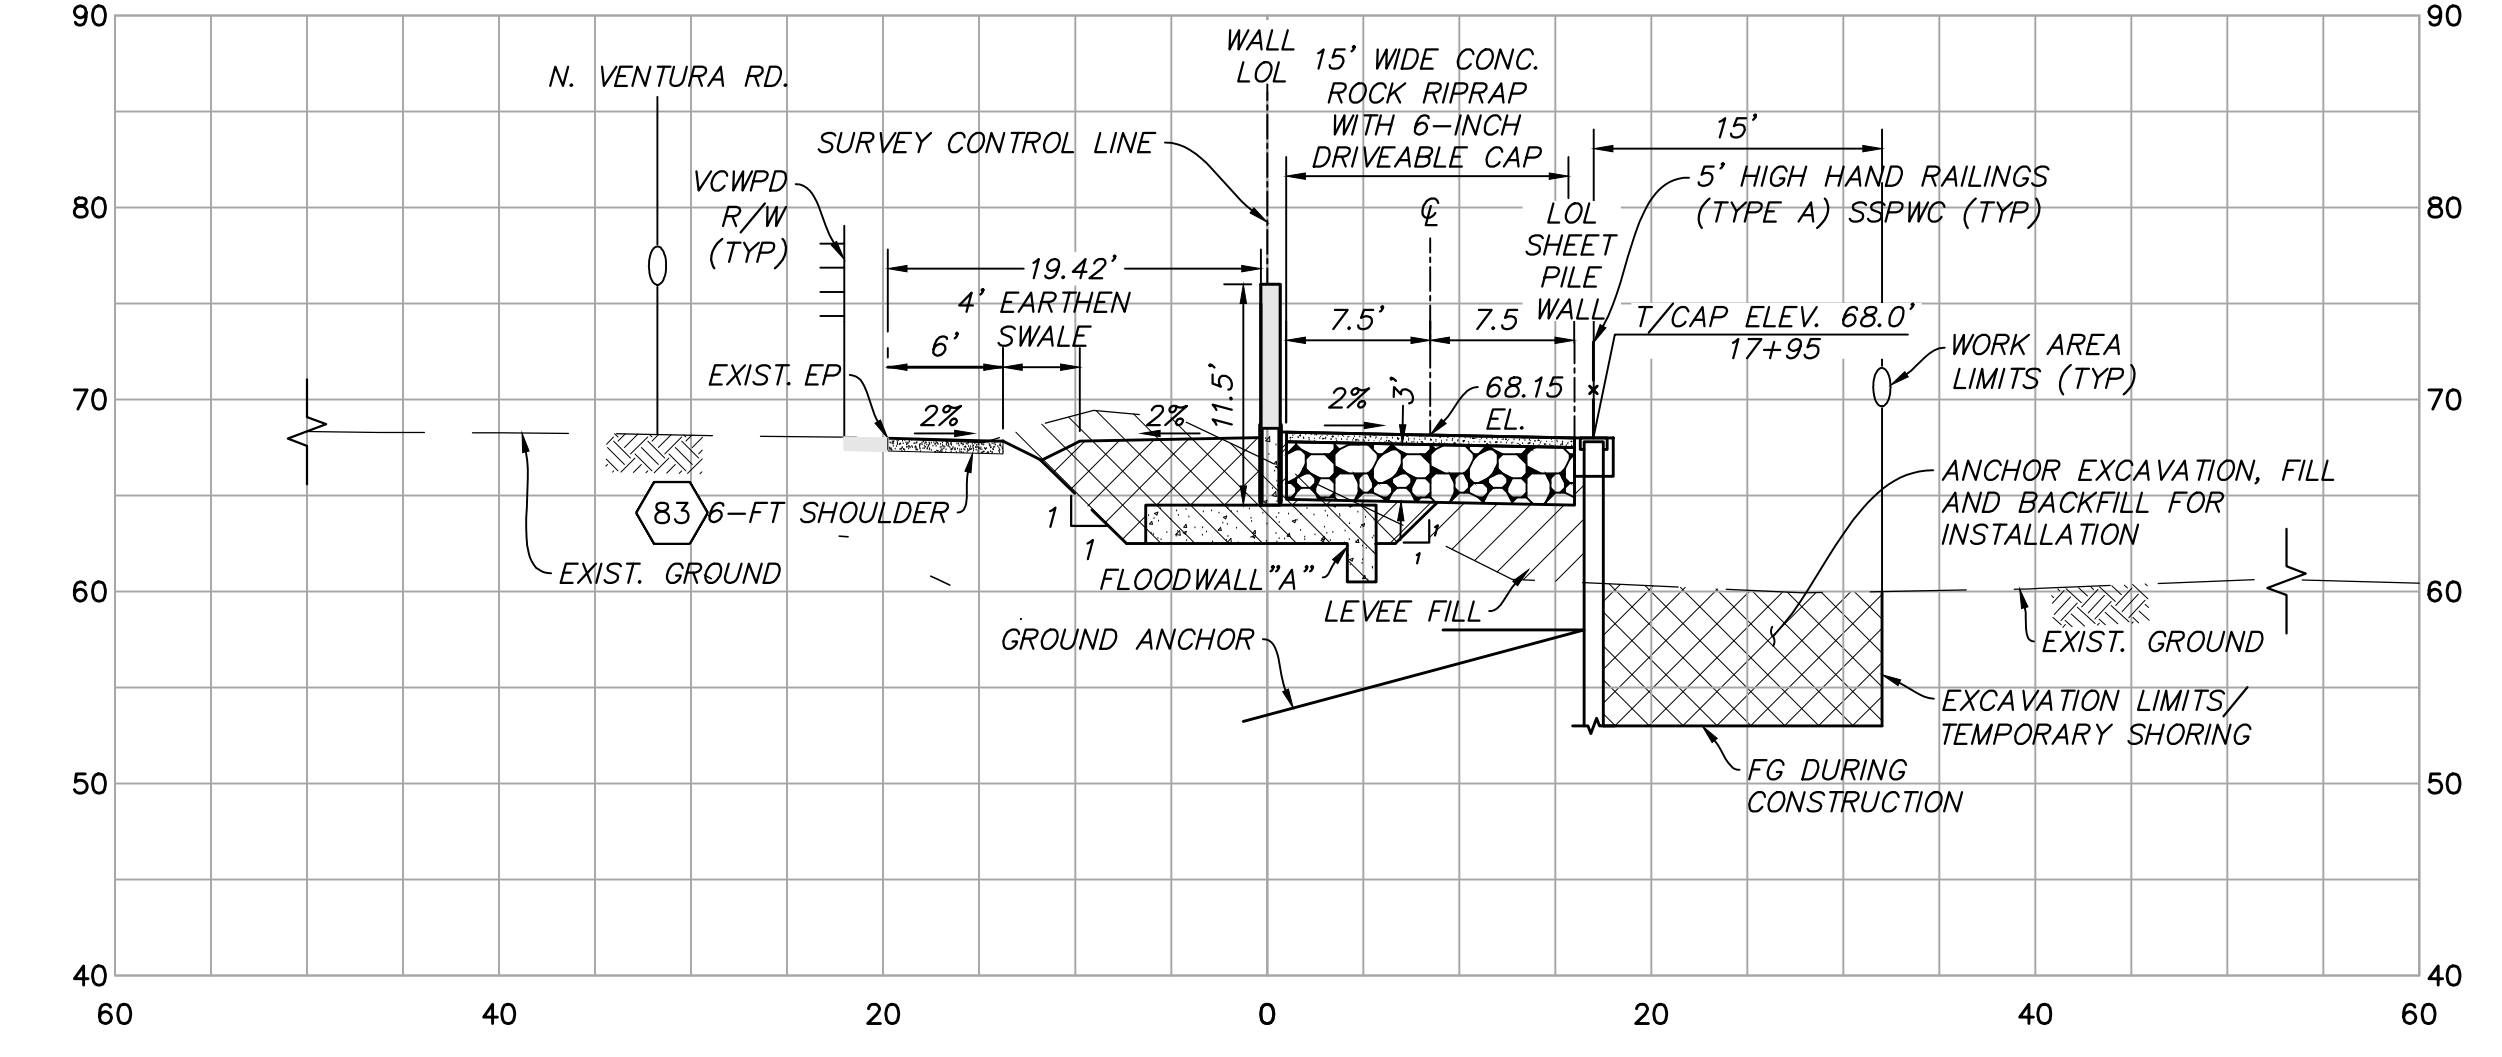 90
90
WALL
LOL
N. VENTURA RD.
15' WIDE CONC.
ROCK RIPRAP
WITH 6-INCH
DRIVEABLE CAP
15'
SURVEY CONTROL LINE
VCWPD
R/W
(TYP)
5' HIGH HAND RAILINGS
(TYPE A) SSPWC (TYP)
80
80
℄
LOL
SHEET
PILE
WALL
19.42'
4' EARTHEN
SWALE
6'
7.5'
7.5
T/CAP ELEV. 68.0'
17+95
WORK AREA
LIMITS (TYP)
EXIST. EP
11.5'
70
70
2%
2%
2%
3'
68.15
EL.
83
6-FT SHOULDER
1
1
1
1
ANCHOR EXCAVATION, FILL
AND BACKFILL FOR
INSTALLATION
EXIST. GROUND
FLOODWALL "A"
60
60
LEVEE FILL
GROUND ANCHOR
EXIST. GROUND
EXCAVATION LIMITS/
TEMPORARY SHORING
FG DURING
CONSTRUCTION
50
50
40
40
60
40
20
0
20
40
60